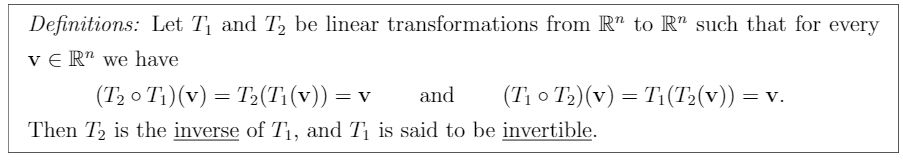 Definitions: Let T₁ and T₂ be linear transformations from ℝⁿ to ℝⁿ such that for every
v ∈ ℝⁿ we have
(T₂ ∘ T₁)(v) = T₂(T₁(v)) = v and (T₁ ∘ T₂)(v) = T₁(T₂(v)) = v.
Then T₂ is the inverse of T₁, and T₁ is said to be invertible.